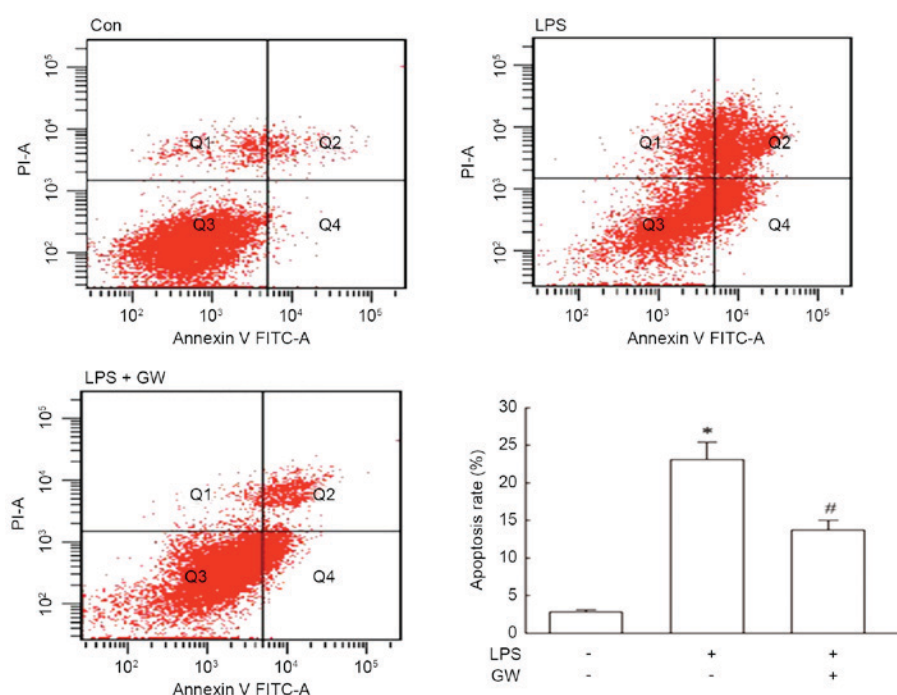 Con
PI-A
10⁵
10⁴
10³
10²
Q1
Q2
Q3
Q4
10² 10³ 10⁴ 10⁵
Annexin V FITC-A
LPS
PI-A
10⁵
10⁴
10³
10²
Q1
Q2
Q3
Q4
10² 10³ 10⁴ 10⁵
Annexin V FITC-A
LPS + GW
PI-A
10⁵
10⁴
10³
10²
Q1
Q2
Q3
Q4
10² 10³ 10⁴ 10⁵
Annexin V FITC-A
Apoptosis rate (%)
30
25
20
15
10
5
0
*
#
LPS - + +
GW - - +